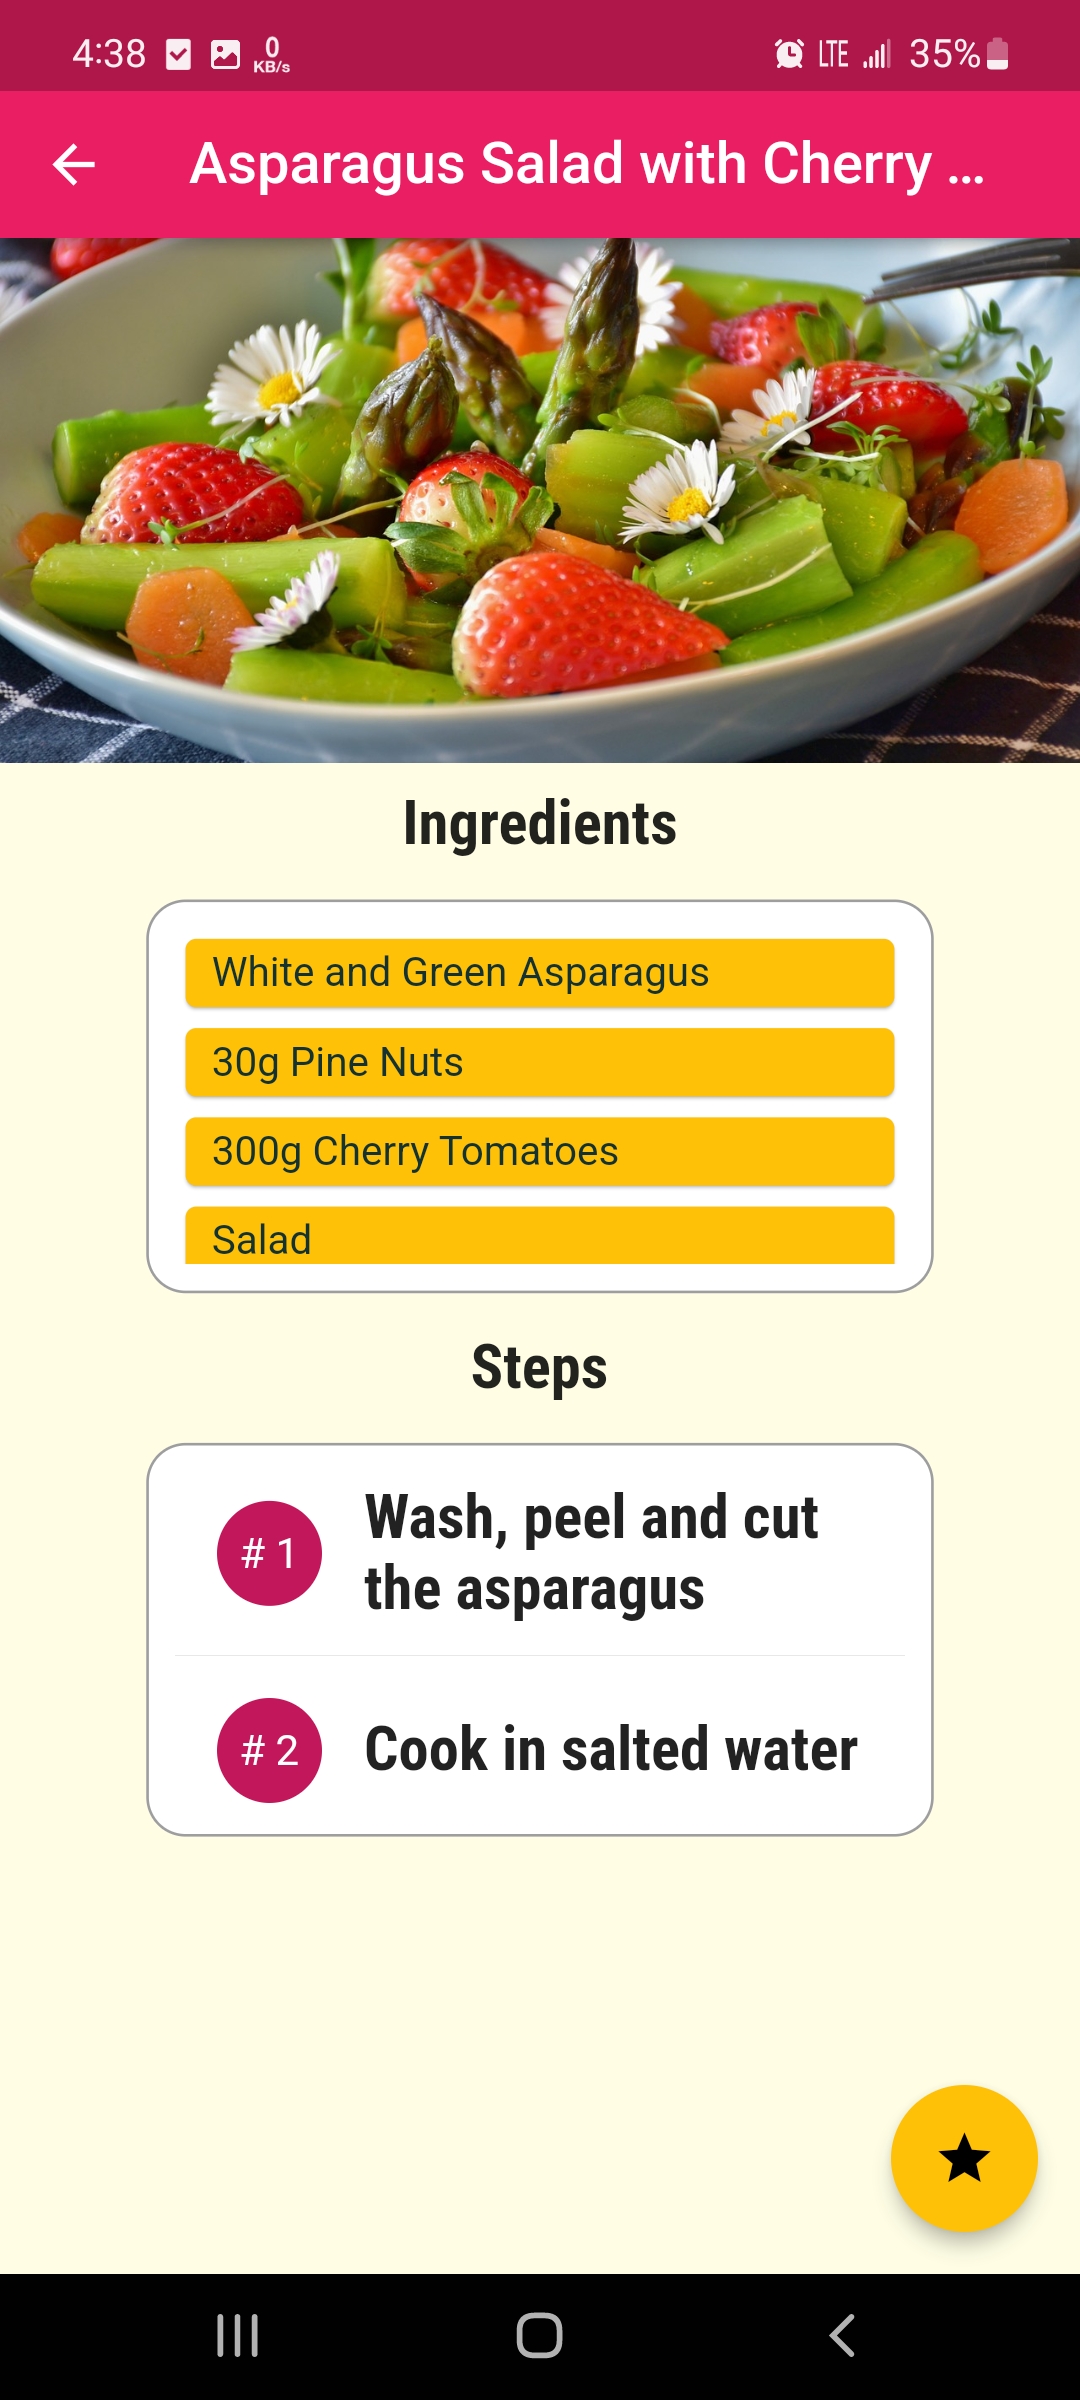 4:38 0 KB/s LTE 35%
Asparagus Salad with Cherry ...
Ingredients
White and Green Asparagus
30g Pine Nuts
300g Cherry Tomatoes
Salad
Steps
# 1 Wash, peel and cut
the asparagus
# 2 Cook in salted water